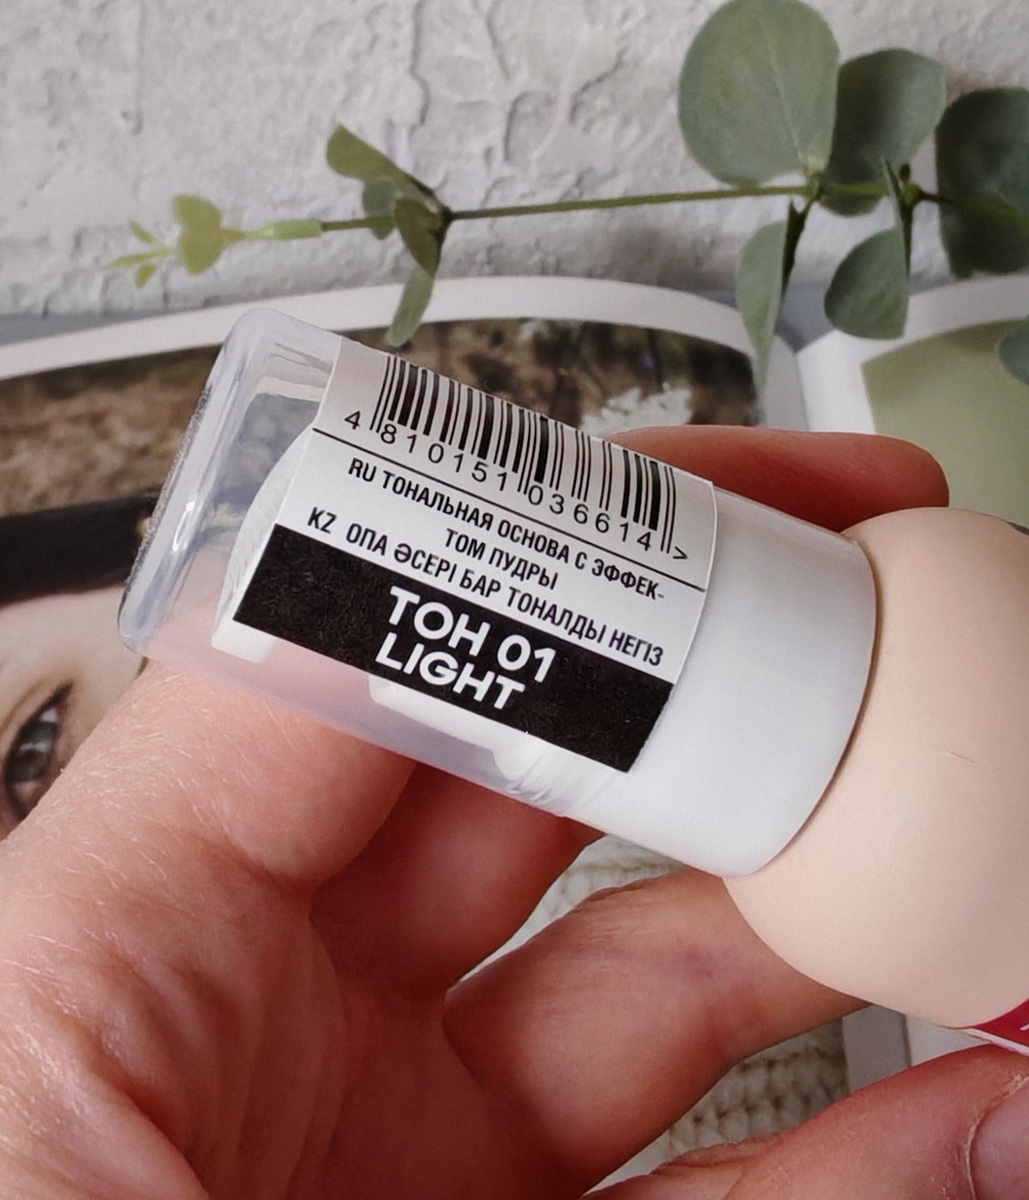 4 810151 036614 >
RU ТОНАЛЬНАЯ ОСНОВА С ЭФФЕК-
ТОМ ПУДРЫ
KZ ОПА ӘСЕРІ БАР ТОНАЛДЫ НЕГІЗ
ТОН 01
LIGHT